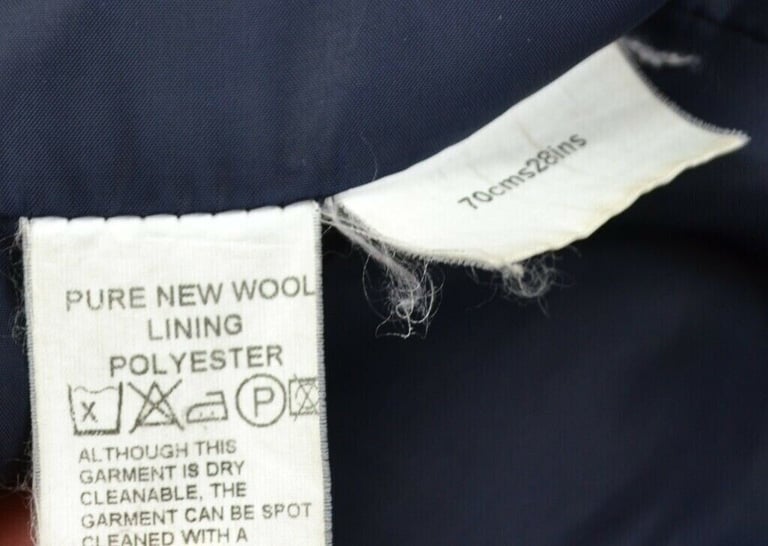 PURE NEW WOOL
LINING
POLYESTER
X P
ALTHOUGH THIS
GARMENT IS DRY
CLEANABLE, THE
GARMENT CAN BE SPOT
CLEANED WITH A
70cms28ins